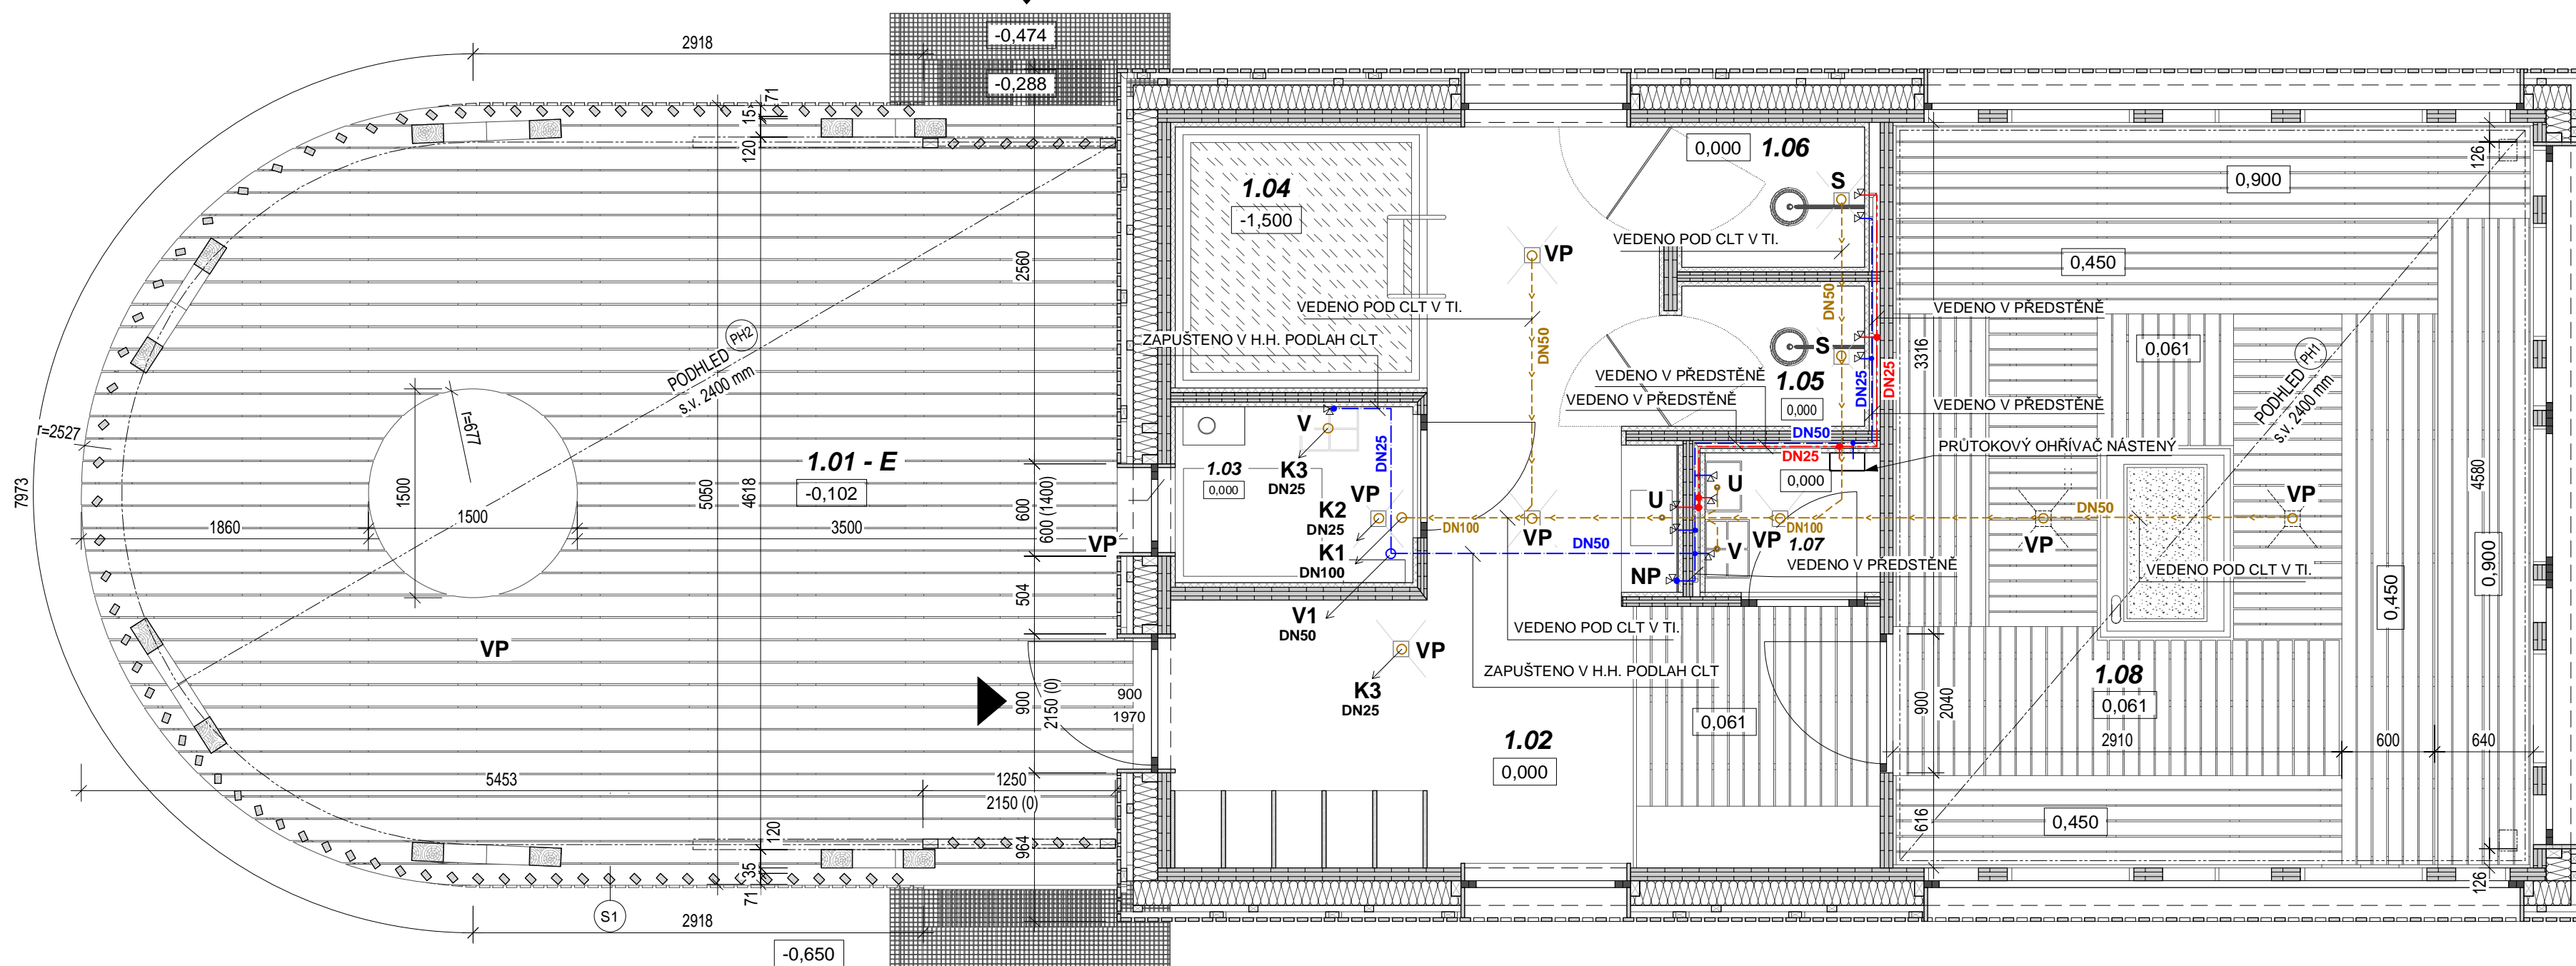 2918
-0,474
-0,288
71
15
120
2560
7973
r=2527
1860
1500
r=677
1500
3500
PODHLED PH2
s.v. 2400 mm
1.01 - E
-0,102
5050
4618
600
600 (1400)
504
VP
VP
900
2150 (0)
900
1970
5453
1250
2150 (0)
964
120
35
71
2918
S1
-0,650
1.04
-1,500
VEDENO POD CLT V TI.
ZAPUŠTENO V H.H. PODLAH CLT
VP
DN50
1.03
0,000
V
K3
DN25
DN25
VP
K2
DN25
K1
DN100
V1
DN50
VP
K3
DN25
DN100
VP
DN50
VEDENO POD CLT V TI.
ZAPUŠTENO V H.H. PODLAH CLT
1.02
0,000
0,061
0,000
1.06
S
VEDENO POD CLT V TI.
DN50
S
1.05
0,000
VEDENO V PŘEDSTĚNĚ
VEDENO V PŘEDSTĚNĚ
DN25
DN25
DN50
DN25
U
U
V
NP
0,000
VP
DN100
1.07
VEDENO V PŘEDSTĚNĚ
VEDENO V PŘEDSTĚNĚ
VEDENO V PŘEDSTĚNĚ
PRŮTOKOVÝ OHŘÍVAČ NÁSTENÝ
3316
0,900
0,450
0,061
PODHLED PH1
s.v. 2400 mm
126
4580
0,900
0,450
VP
DN50
VP
VEDENO POD CLT V TI.
1.08
0,061
900
2040
2910
600
640
616
0,450
126